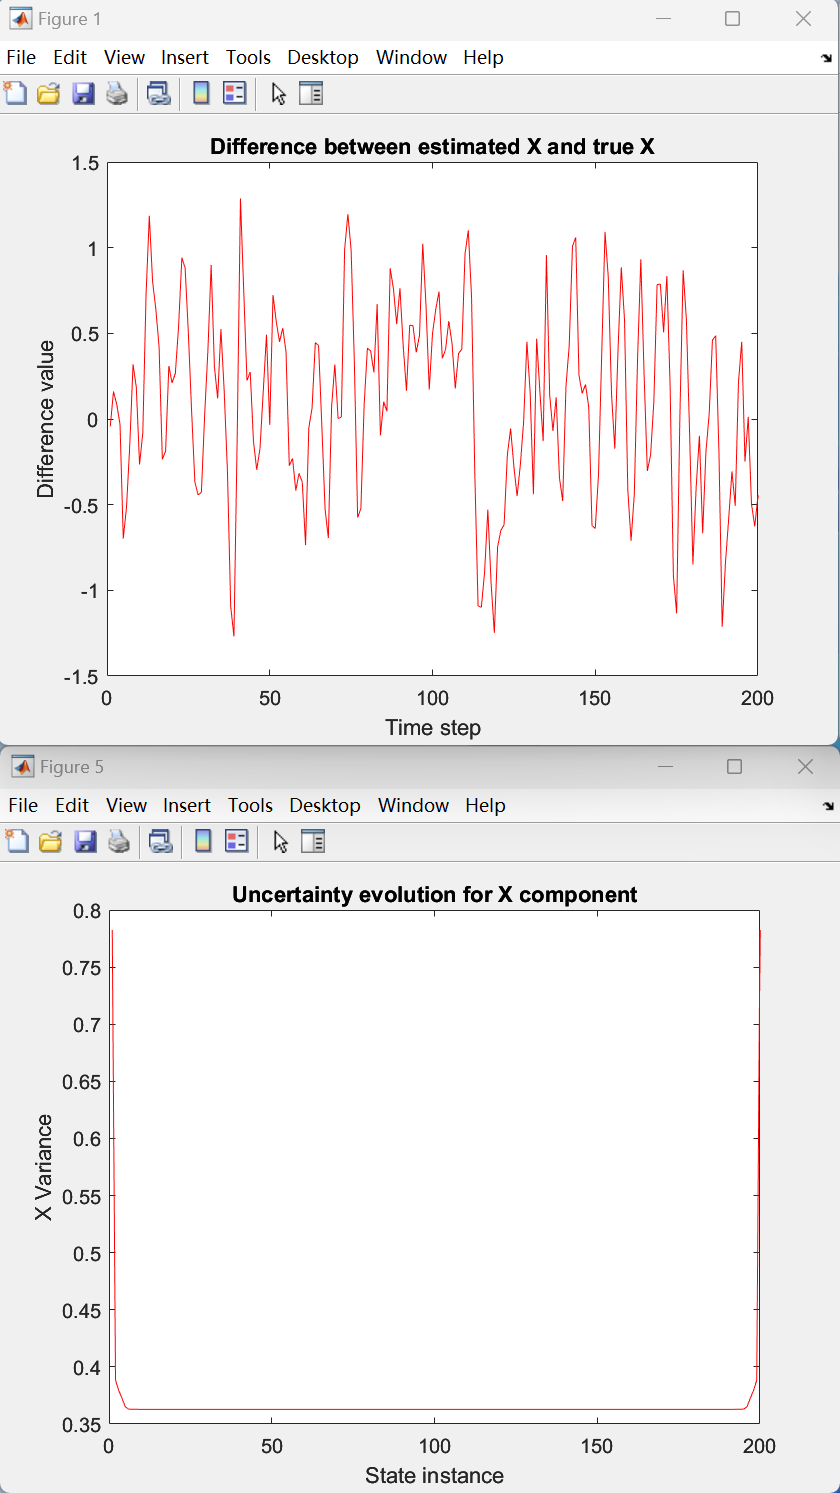 Figure 1
File Edit View Insert Tools Desktop Window Help
Difference between estimated X and true X
1.5
1
0.5
0
-0.5
-1
-1.5
Difference value
0 50 100 150 200
Time step
Figure 5
File Edit View Insert Tools Desktop Window Help
Uncertainty evolution for X component
0.8
0.75
0.7
0.65
0.6
0.55
0.5
0.45
0.4
0.35
X Variance
0 50 100 150 200
State instance